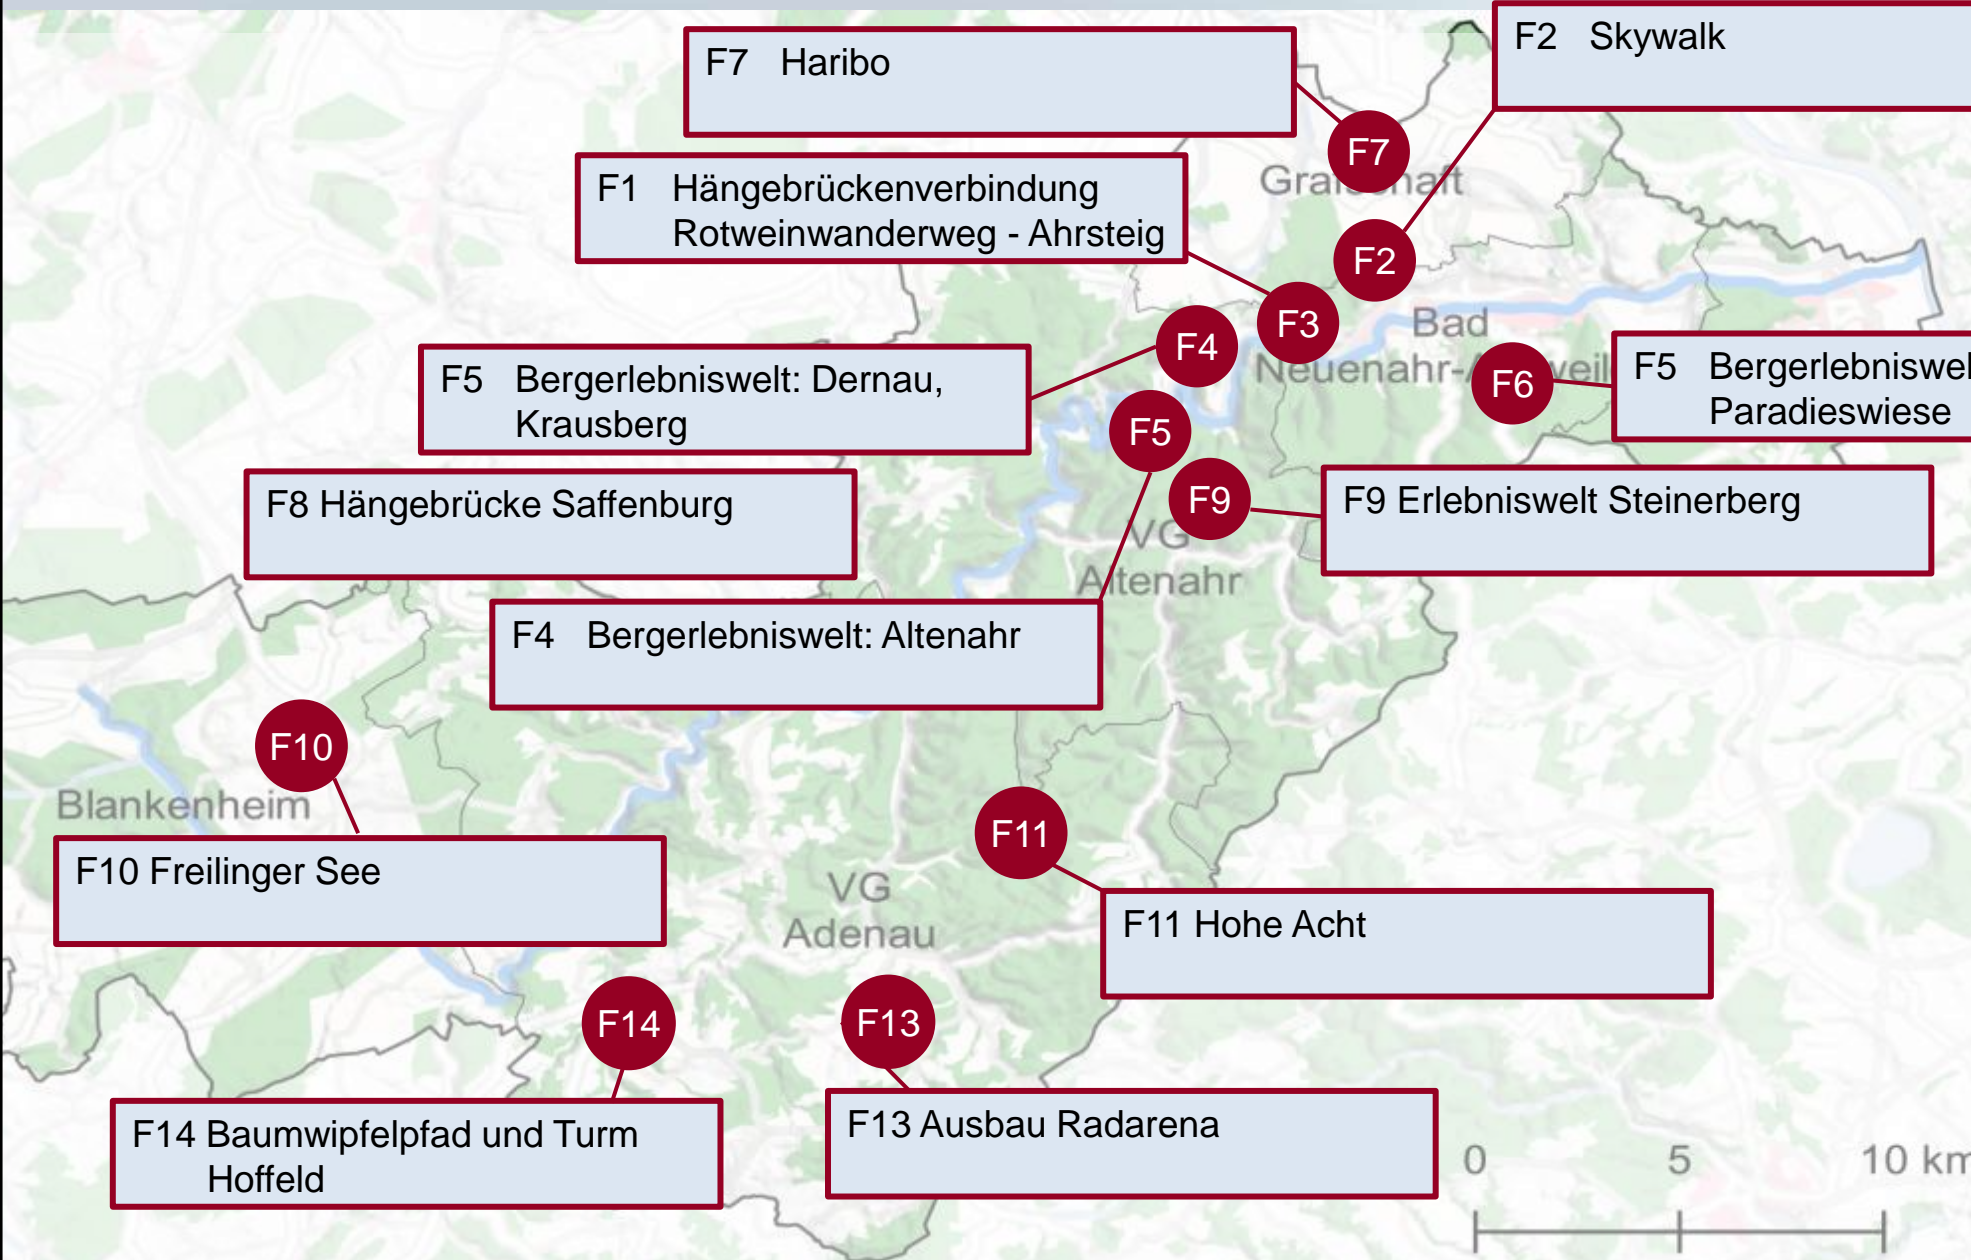 F2 Skywalk
F7 Haribo
F7
Grafschaft
F1 Hängebrückenverbindung
Rotweinwanderweg - Ahrsteig
F2
F3
Bad
Neuenahr-
F4
F6
F5 Bergerlebniswel
Paradieswiese
F5 Bergerlebniswelt: Dernau,
Krausberg
F5
F8 Hängebrücke Saffenburg
F9
F9 Erlebniswelt Steinerberg
VG
Altenahr
F4 Bergerlebniswelt: Altenahr
F10
Blankenheim
F10 Freilinger See
F11
VG
Adenau
F11 Hohe Acht
F14
F13
F14 Baumwipfelpfad und Turm
Hoffeld
F13 Ausbau Radarena
0 5 10 km